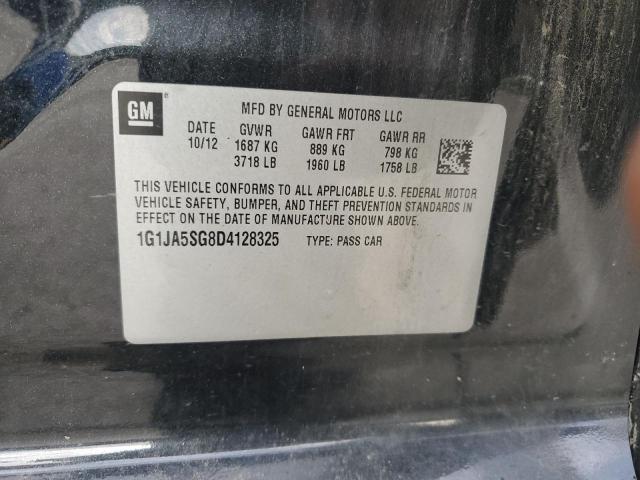 GM®
MFD BY GENERAL MOTORS LLC
DATE GVWR GAWR FRT GAWR RR
10/12 1687 KG 889 KG 798 KG
3718 LB 1960 LB 1758 LB
THIS VEHICLE CONFORMS TO ALL APPLICABLE U.S. FEDERAL MOTOR
VEHICLE SAFETY, BUMPER, AND THEFT PREVENTION STANDARDS IN
EFFECT ON THE DATE OF MANUFACTURE SHOWN ABOVE.
1G1JA5SG8D4128325 TYPE: PASS CAR